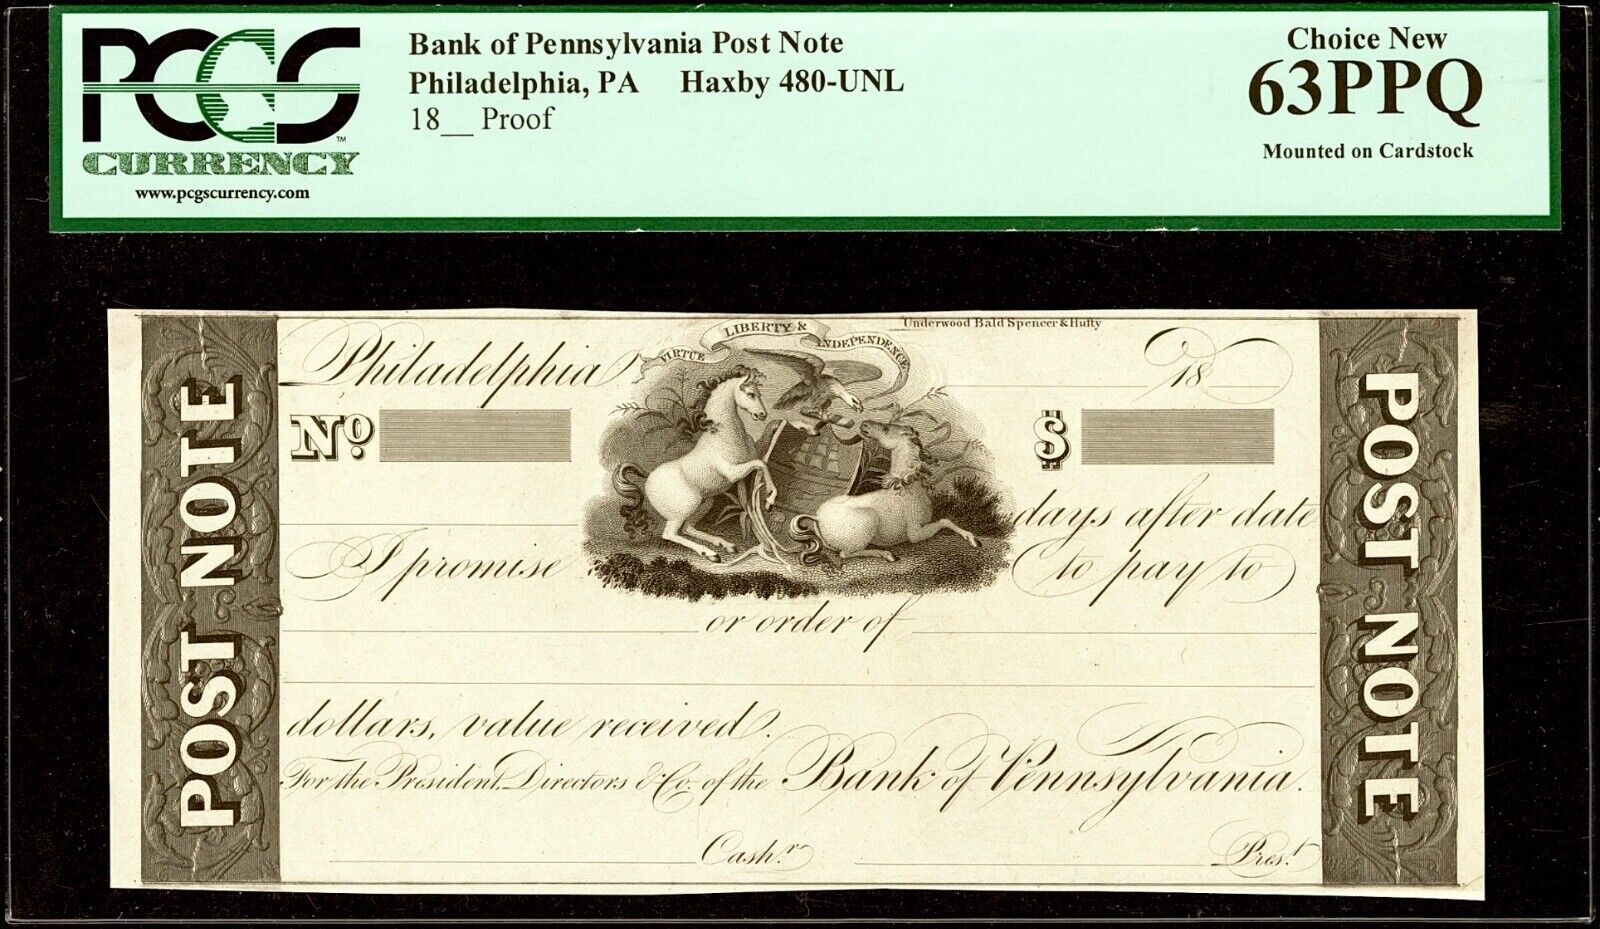 PCGS
CURRENCY
www.pcgscurrency.com
Bank of Pennsylvania Post Note
Philadelphia, PA Haxby 480-UNL
18__ Proof
Choice New
63PPQ
Mounted on Cardstock
POST NOTE
VIRTUE LIBERTY & INDEPENDENCE
Underwood Bald Spencer & Hufty
Philadelphia 18
No. $
days after date
I promise to pay to
or order of
dollars, value received.
For the President, Directors & Co. of the Bank of Pennsylvania.
Cashr. Prest.
POST NOTE